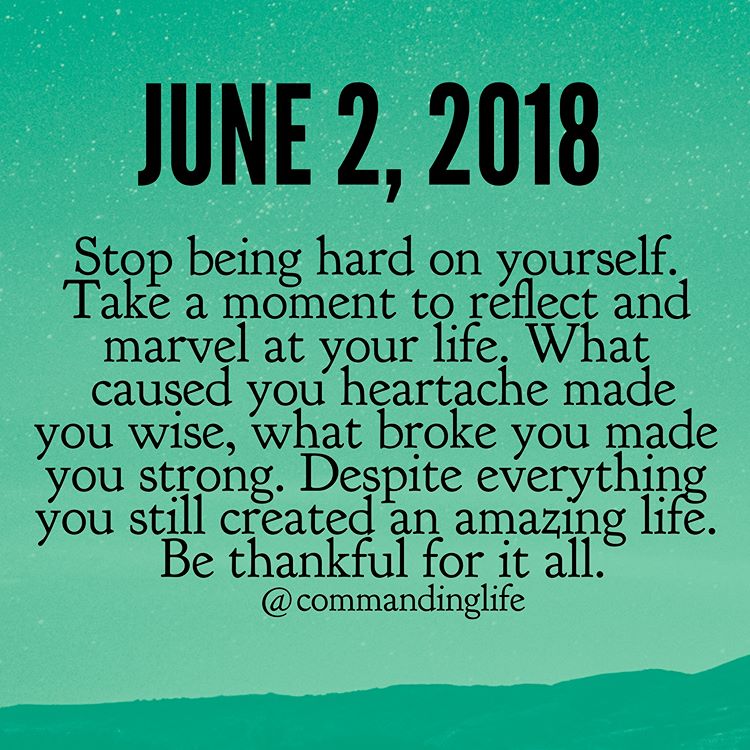 JUNE 2, 2018
Stop being hard on yourself.
Take a moment to reflect and
marvel at your life. What
caused you heartache made
you wise, what broke you made
you strong. Despite everything
you still created an amazing life.
Be thankful for it all.
@commandinglife